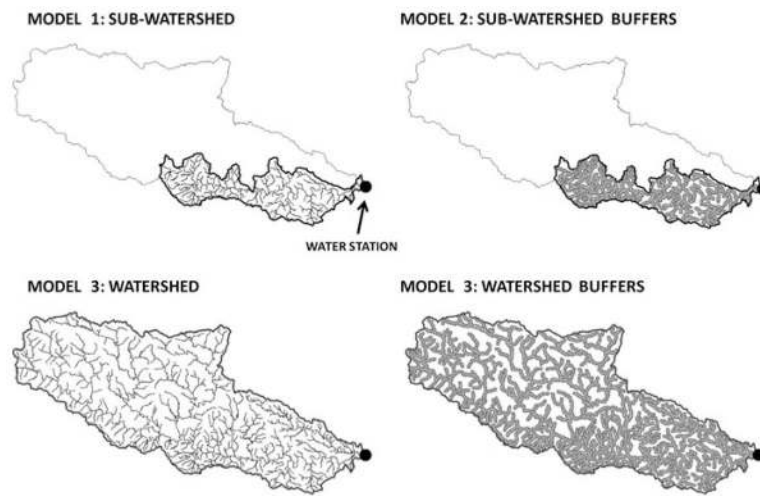 MODEL 1: SUB-WATERSHED
MODEL 2: SUB-WATERSHED BUFFERS
WATER STATION
MODEL 3: WATERSHED
MODEL 3: WATERSHED BUFFERS